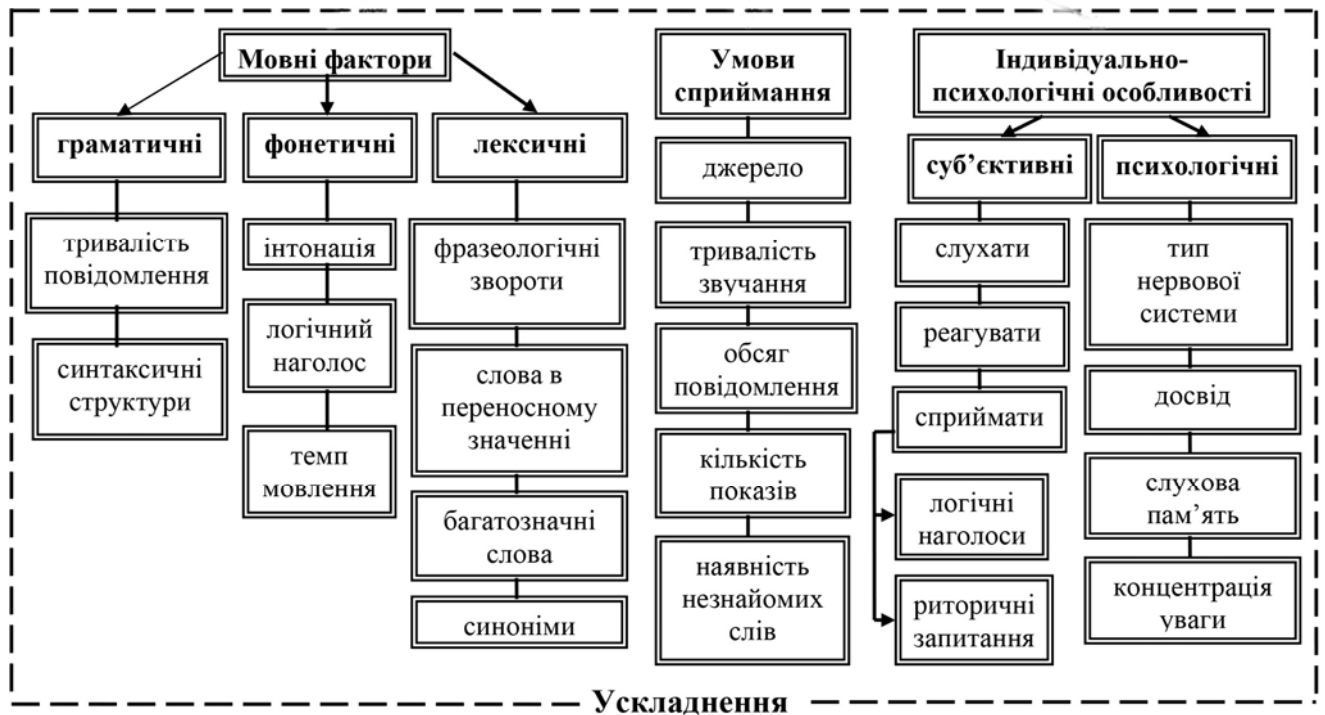 Мовні фактори
граматичні
тривалість
повідомлення
синтаксичні
структури
фонетичні
інтонація
логічний
наголос
темп
мовлення
лексичні
фразеологічні
звороти
слова в
переносному
значенні
багатозначні
слова
синоніми
Умови
сприймання
джерело
тривалість
звучання
обсяг
повідомлення
кількість
показів
наявність
незнайомих
слів
Індивідуально-
психологічні особливості
суб’єктивні
слухати
реагувати
сприймати
логічні
наголоси
риторичні
запитання
психологічні
тип
нервової
системи
досвід
слухова
пам’ять
концентрація
уваги
Ускладнення